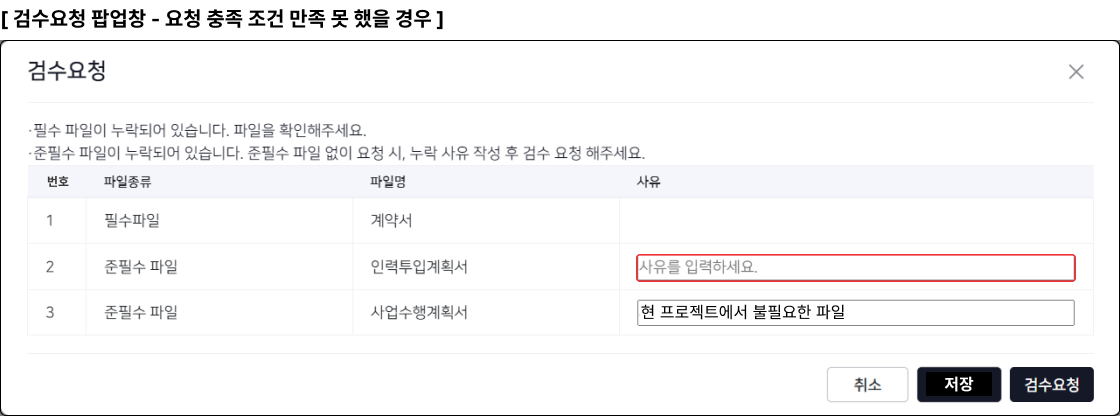 [ 검수요청 팝업창 - 요청 충족 조건 만족 못 했을 경우 ]
검수요청
·필수 파일이 누락되어 있습니다. 파일을 확인해주세요.
·준필수 파일이 누락되어 있습니다. 준필수 파일 없이 요청 시, 누락 사유 작성 후 검수 요청 해주세요.
번호 파일종류 파일명 사유
1 필수파일 계약서
2 준필수 파일 인력투입계획서 사유를 입력하세요.
3 준필수 파일 사업수행계획서 현 프로젝트에서 불필요한 파일
취소 저장 검수요청